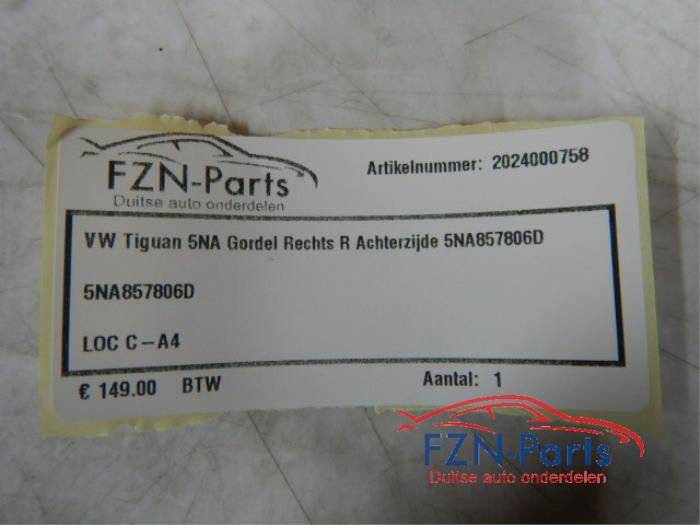 FZN-Parts
Duitse auto onderdelen
Artikelnummer: 2024000758
VW Tiguan 5NA Gordel Rechts R Achterzijde 5NA857806D
5NA857806D
LOC C-A4
€ 149.00 BTW
Aantal: 1
FZN-Parts
Duitse auto onderdelen